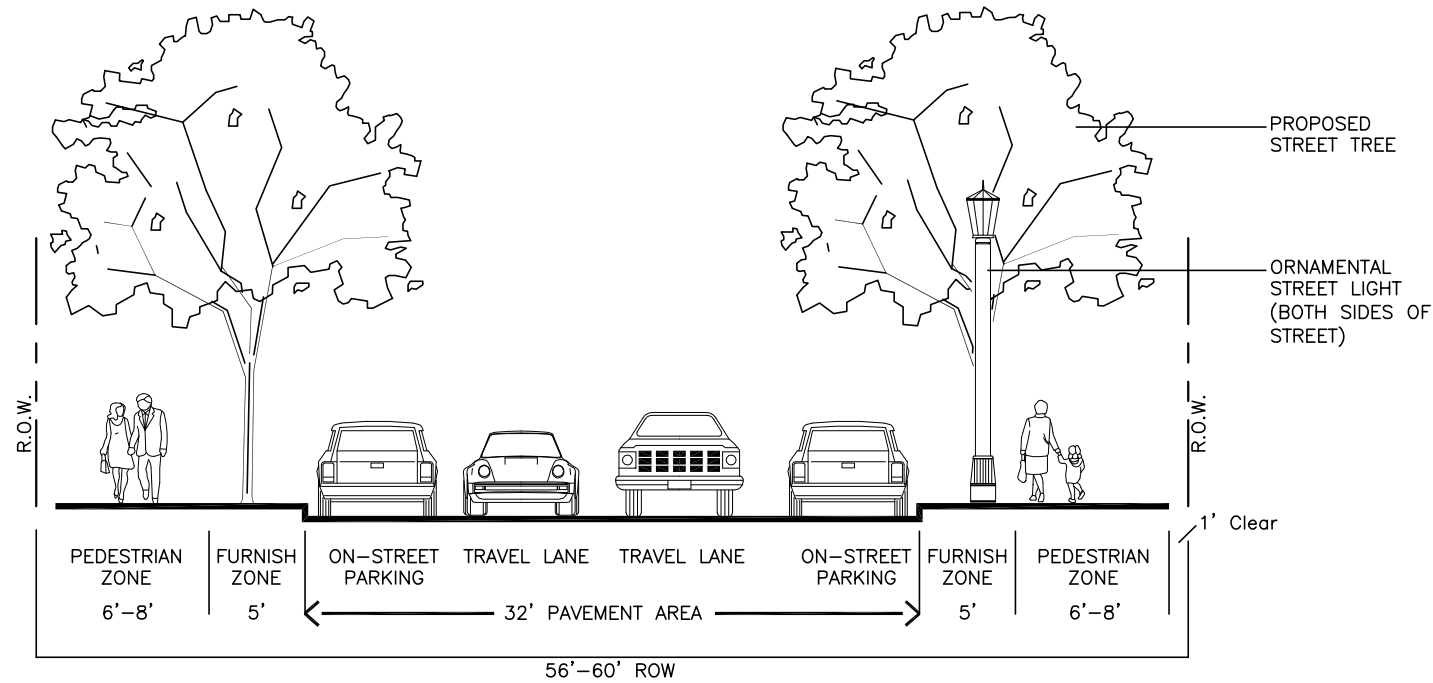 PROPOSED
STREET TREE
ORNAMENTAL
STREET LIGHT
(BOTH SIDES OF
STREET)
R.O.W.
R.O.W.
1' Clear
PEDESTRIAN
ZONE
6'–8'
FURNISH
ZONE
5'
ON–STREET
PARKING
TRAVEL LANE
TRAVEL LANE
ON–STREET
PARKING
FURNISH
ZONE
5'
PEDESTRIAN
ZONE
6'–8'
32' PAVEMENT AREA
56'–60' ROW